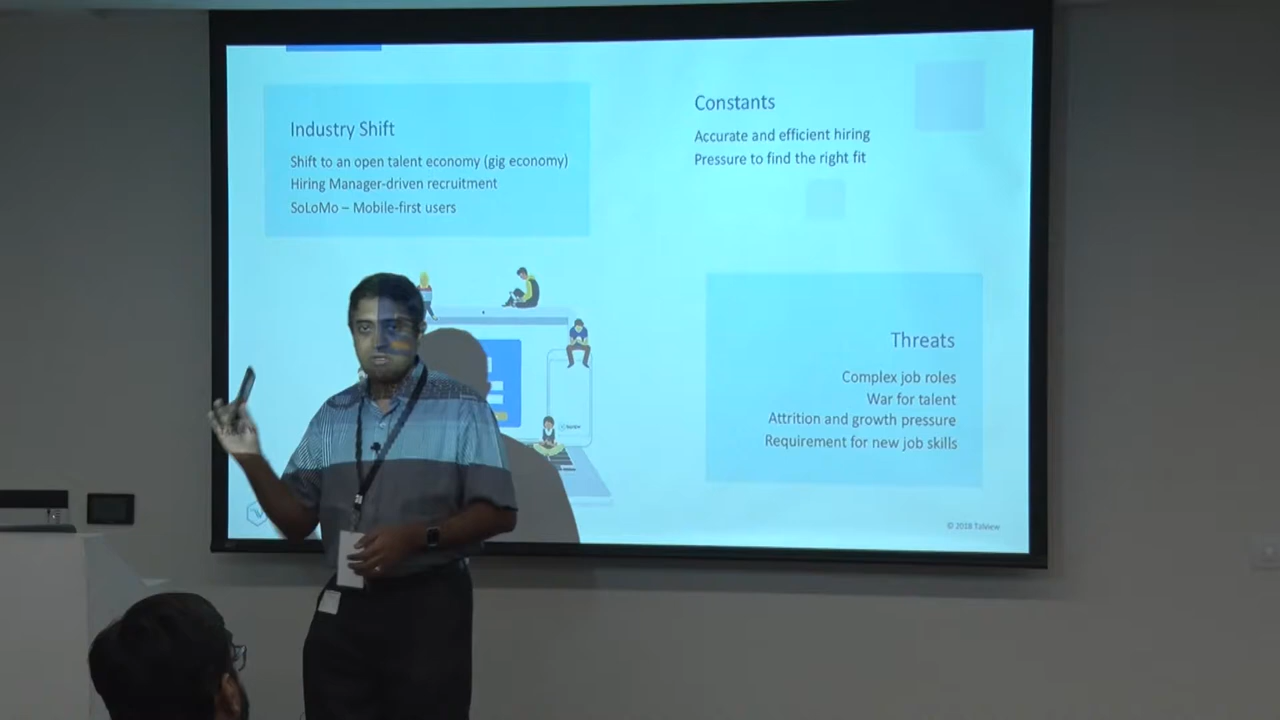 Industry Shift
Shift to an open talent economy (gig economy)
Hiring Manager-driven recruitment
SoLoMo – Mobile-first users
Constants
Accurate and efficient hiring
Pressure to find the right fit
Threats
Complex job roles
War for talent
Attrition and growth pressure
Requirement for new job skills
© 2018 Talview